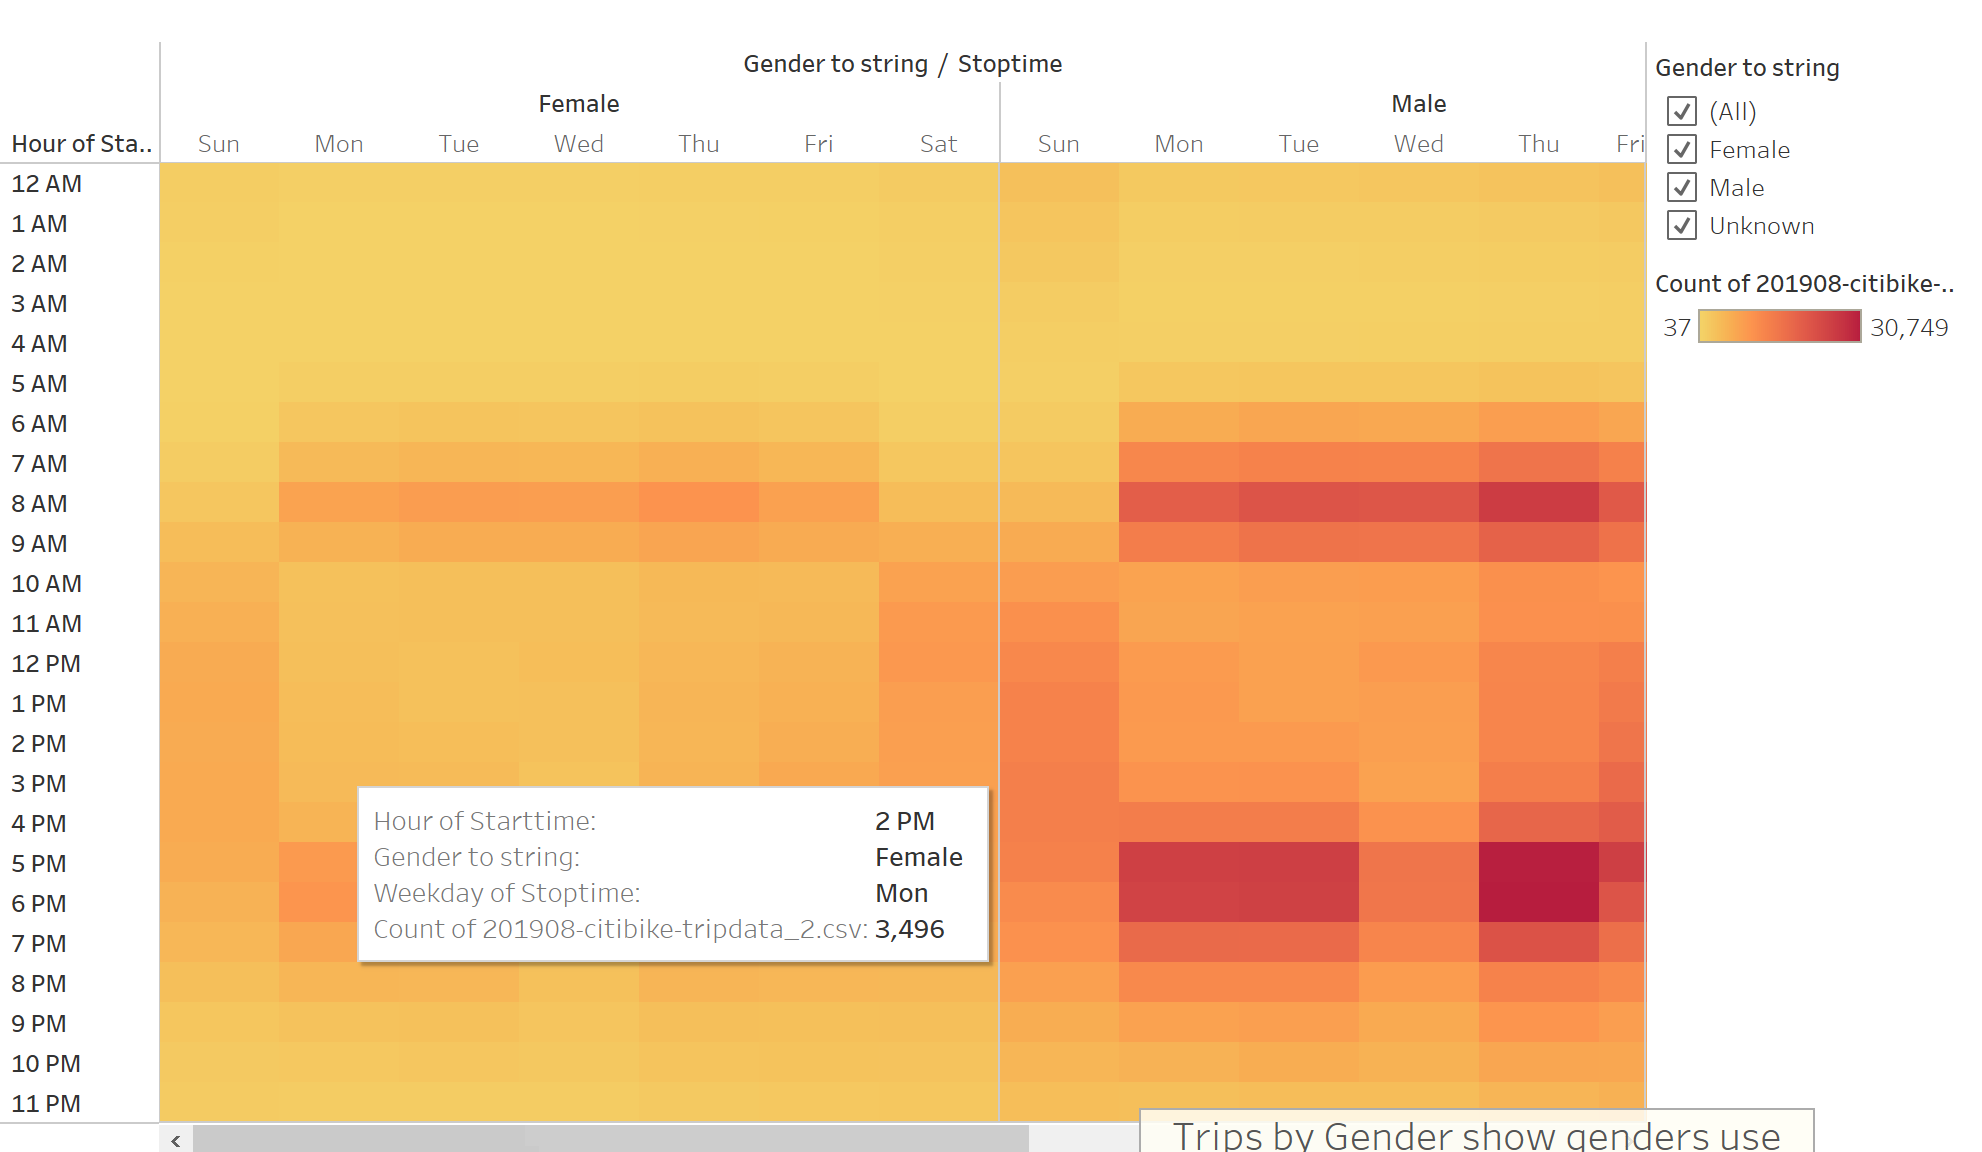 Gender to string / Stoptime
Female Male
Hour of Sta.. Sun Mon Tue Wed Thu Fri Sat Sun Mon Tue Wed Thu Fri
12 AM
1 AM
2 AM
3 AM
4 AM
5 AM
6 AM
7 AM
8 AM
9 AM
10 AM
11 AM
12 PM
1 PM
2 PM
3 PM
4 PM
5 PM
6 PM
7 PM
8 PM
9 PM
10 PM
11 PM
Hour of Starttime: 2 PM
Gender to string: Female
Weekday of Stoptime: Mon
Count of 201908-citibike-tripdata_2.csv: 3,496
Gender to string
(All)
Female
Male
Unknown
Count of 201908-citibike-..
37 30,749
Trips by Gender show genders use